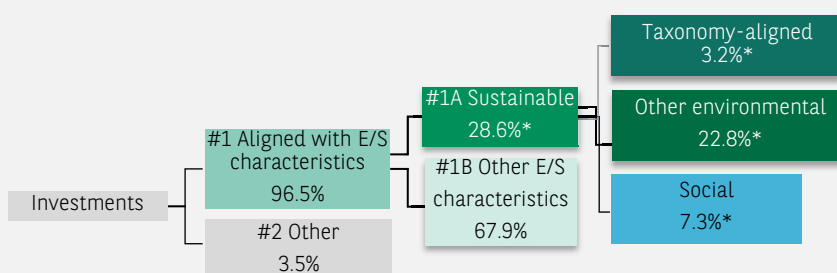 Investments
#1 Aligned with E/S
characteristics
96.5%
#2 Other
3.5%
#1A Sustainable
28.6%*
#1B Other E/S
characteristics
67.9%
Taxonomy-aligned
3.2%*
Other environmental
22.8%*
Social
7.3%*